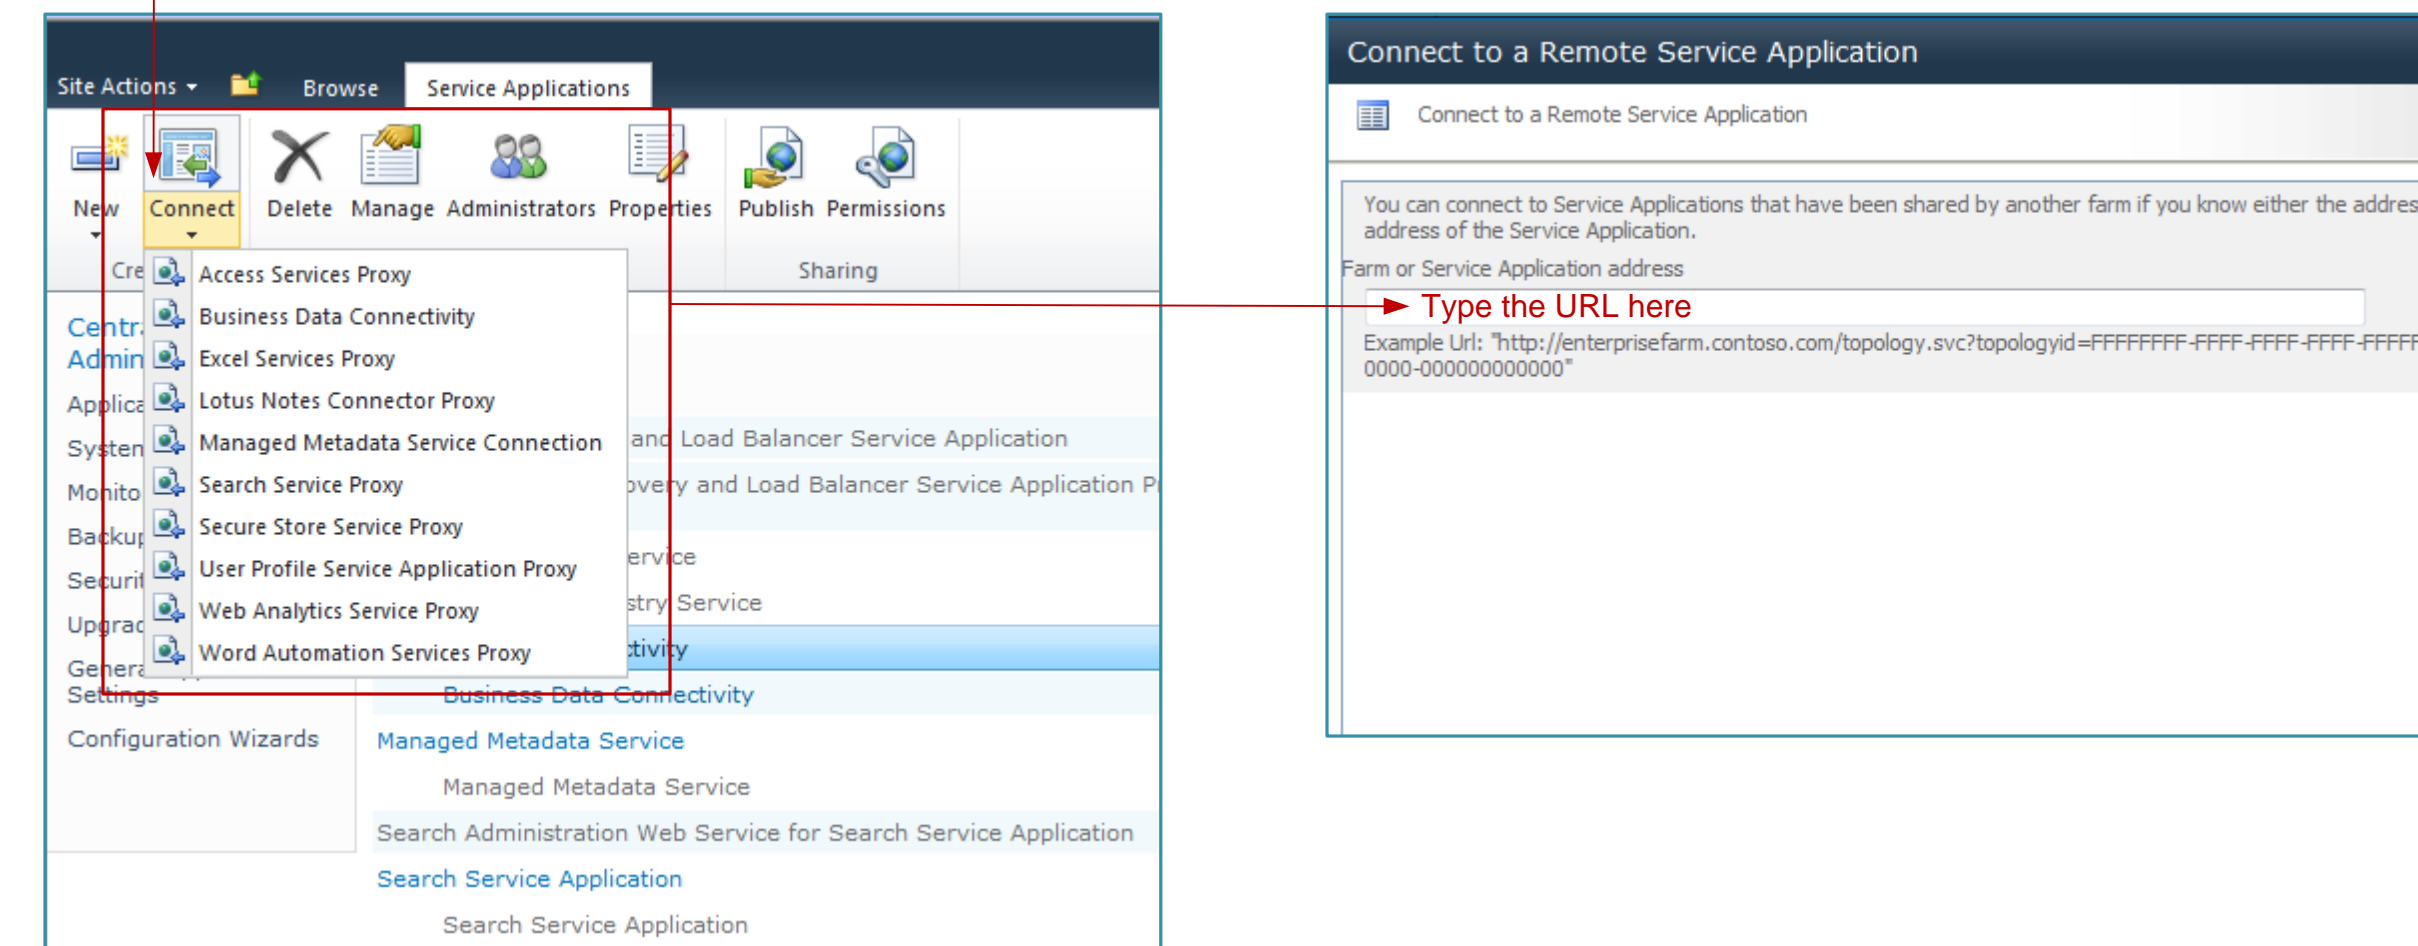 Site Actions
Browse
Service Applications
New
Connect
Delete
Manage
Administrators
Properties
Publish
Permissions
Cre
Sharing
Access Services Proxy
Business Data Connectivity
Excel Services Proxy
Lotus Notes Connector Proxy
Managed Metadata Service Connection
Search Service Proxy
Secure Store Service Proxy
User Profile Service Application Proxy
Web Analytics Service Proxy
Word Automation Services Proxy
Centr
Admin
Applica
System
Monito
Backup
Securit
Upgrad
Genera
Settings
Configuration Wizards
and Load Balancer Service Application
overy and Load Balancer Service Application P
ervice
stry Service
ctivity
Business Data Connectivity
Managed Metadata Service
Managed Metadata Service
Search Administration Web Service for Search Service Application
Search Service Application
Search Service Application
Connect to a Remote Service Application
Connect to a Remote Service Application
You can connect to Service Applications that have been shared by another farm if you know either the addres
address of the Service Application.
Farm or Service Application address
Type the URL here
Example Url: "http://enterprisefarm.contoso.com/topology.svc?topologyid=FFFFFFFF-FFFF-FFFF-FFFF-FFFFF
0000-000000000000"